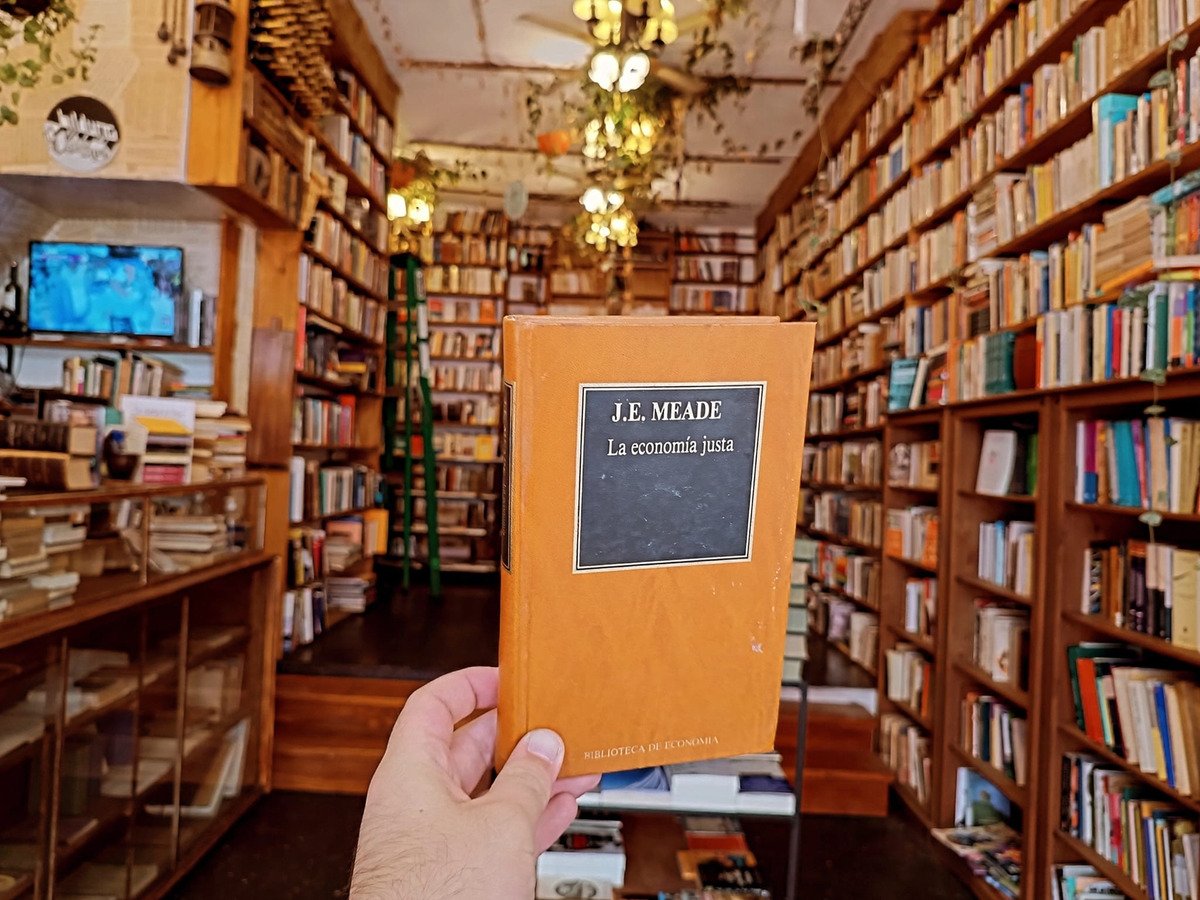 J.E. MEADE
La economía justa
BIBLIOTECA DE ECONOMIA